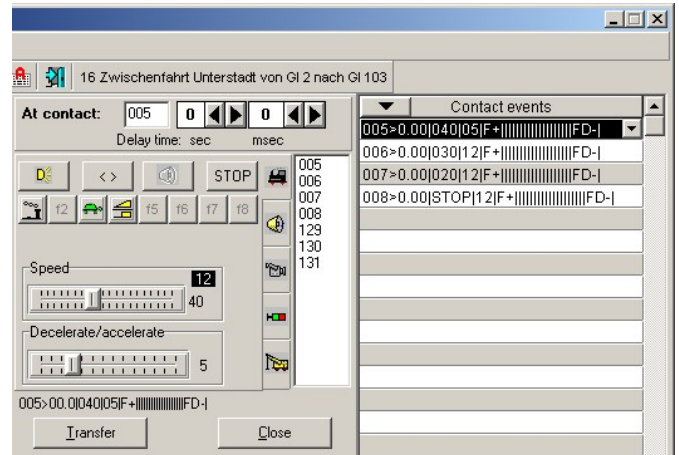 16 Zwischenfahrt Unterstadt von Gl 2 nach Gl 103
At contact: 005 0 0
Delay time: sec msec
D < > STOP
f2 f5 f6 f7 f8
005
006
007
008
129
130
131
Speed
12
40
Decelerate/accelerate
5
005>00.0|040|05|F+||||||||||||||||||FD-|
Transfer Close
Contact events
005>0.00|040|05|F+||||||||||||||||||FD-|
006>0.00|030|12|F+||||||||||||||||||FD-|
007>0.00|020|12|F+||||||||||||||||||FD-|
008>0.00|STOP|12|F+||||||||||||||||||FD-|